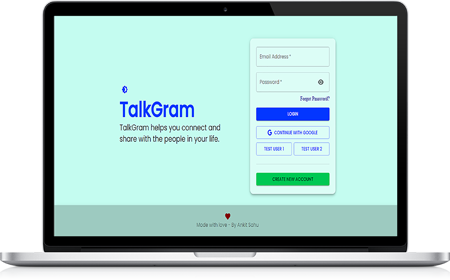 TalkGram
TalkGram helps you connect and
share with the people in your life.
Email Address *
Password *
Forgot Password?
LOGIN
CONTINUE WITH GOOGLE
TEST USER 1
TEST USER 2
CREATE NEW ACCOUNT
Made with love - By Ankit Sahu